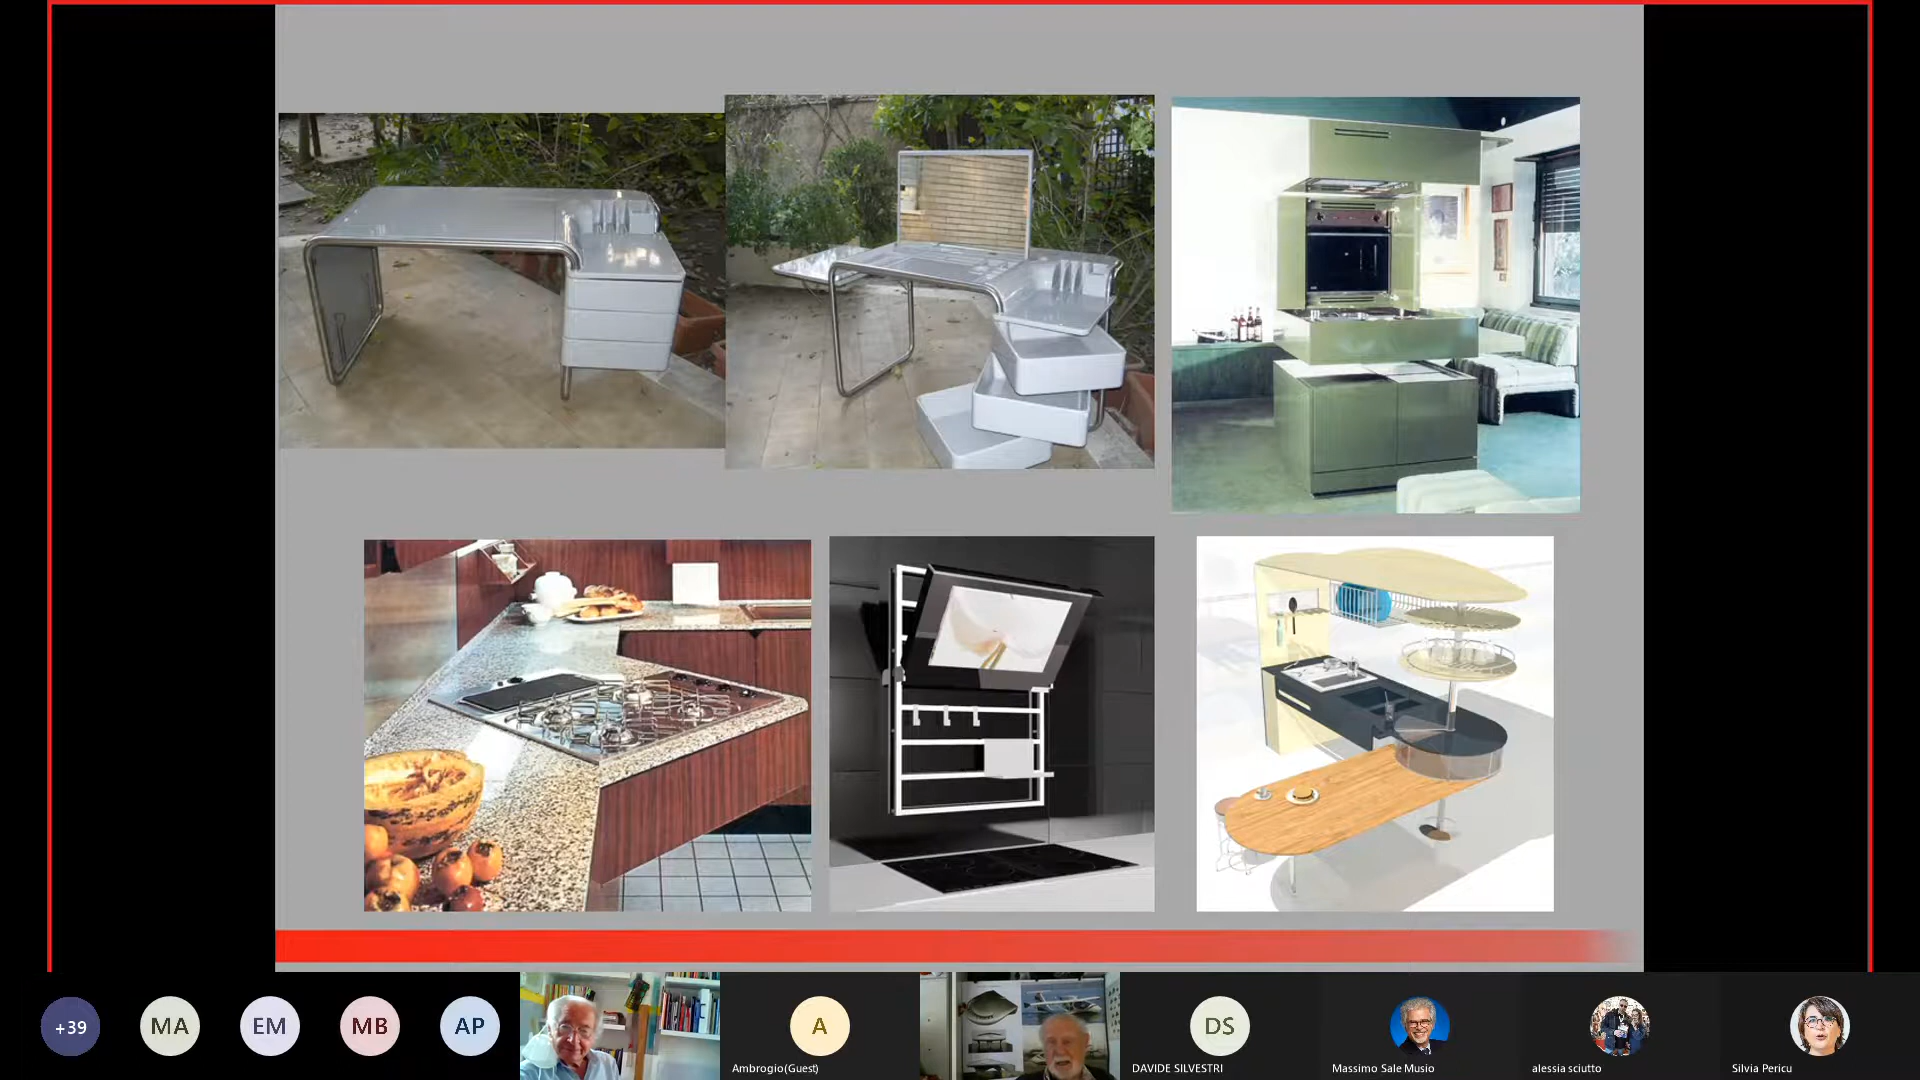 +39
MA
EM
MB
AP
A
Ambrogio(Guest)
DS
DAVIDE SILVESTRI
Massimo Sale Musio
alessia sciutto
Silvia Pericu